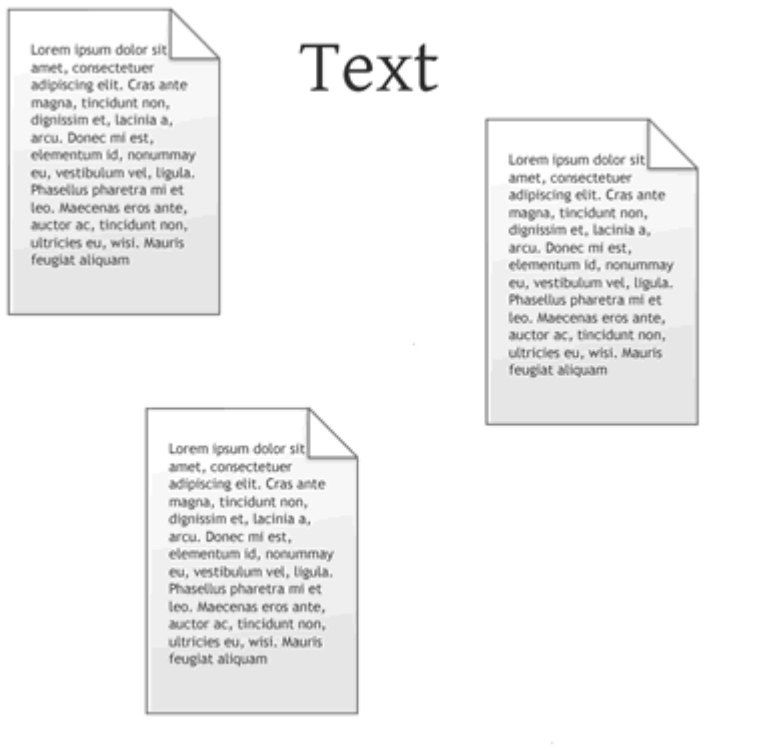 Lorem ipsum dolor sit
amet, consectetuer
adipiscing elit. Cras ante
magna, tincidunt non,
dignissim et, lacinia a,
arcu. Donec mi est,
elementum id, nonummay
eu, vestibulum vel, ligula.
Phasellus pharetra mi et
leo. Maecenas eros ante,
auctor ac, tincidunt non,
ultricies eu, wisi. Mauris
feugiat aliquam
Text
Lorem ipsum dolor sit
amet, consectetuer
adipiscing elit. Cras ante
magna, tincidunt non,
dignissim et, lacinia a,
arcu. Donec mi est,
elementum id, nonummay
eu, vestibulum vel, ligula.
Phasellus pharetra mi et
leo. Maecenas eros ante,
auctor ac, tincidunt non,
ultricies eu, wisi. Mauris
feugiat aliquam
Lorem ipsum dolor sit
amet, consectetuer
adipiscing elit. Cras ante
magna, tincidunt non,
dignissim et, lacinia a,
arcu. Donec mi est,
elementum id, nonummay
eu, vestibulum vel, ligula.
Phasellus pharetra mi et
leo. Maecenas eros ante,
auctor ac, tincidunt non,
ultricies eu, wisi. Mauris
feugiat aliquam